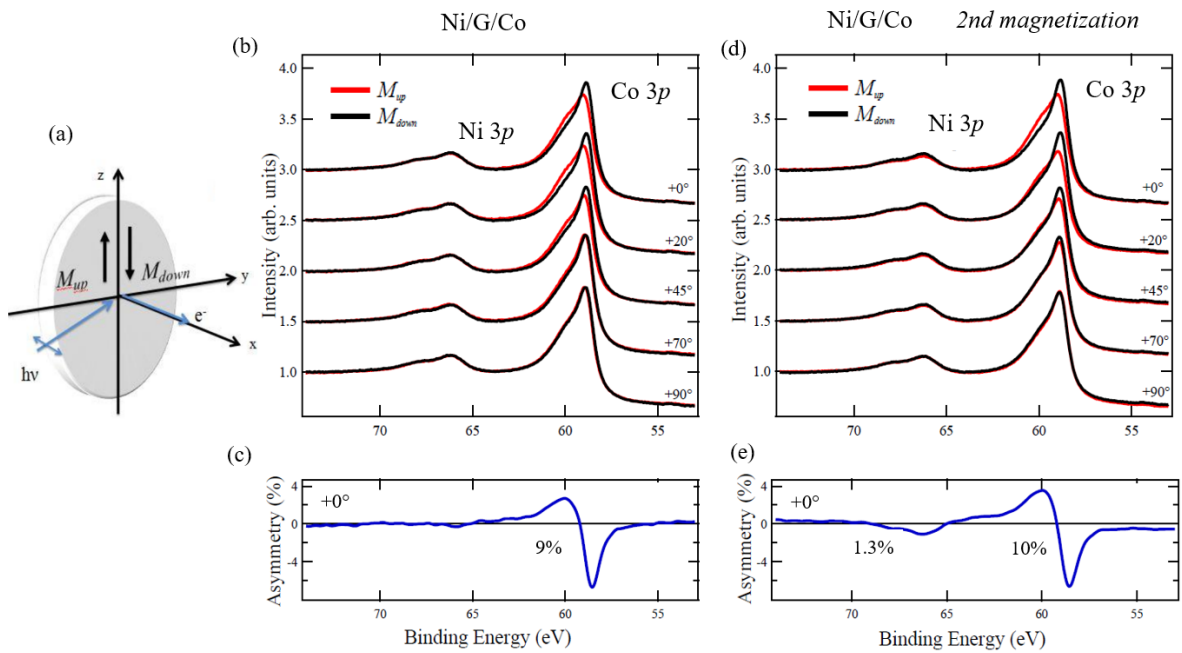 Ni/G/Co
Ni/G/Co 2nd magnetization
(a)
z
y
x
M_up
M_down
e-
hν
(b)
4.0
3.5
3.0
2.5
2.0
1.5
1.0
Intensity (arb. units)
M_up
M_down
Ni 3p
Co 3p
+0°
+20°
+45°
+70°
+90°
70 65 60 55
(c)
Asymmetry (%)
4
0
-4
+0°
9%
70 65 60 55
Binding Energy (eV)
(d)
4.0
3.5
3.0
2.5
2.0
1.5
1.0
Intensity (arb. units)
M_up
M_down
Ni 3p
Co 3p
+0°
+20°
+45°
+70°
+90°
70 65 60 55
(e)
Asymmetry (%)
4
0
-4
+0°
1.3%
10%
70 65 60 55
Binding Energy (eV)